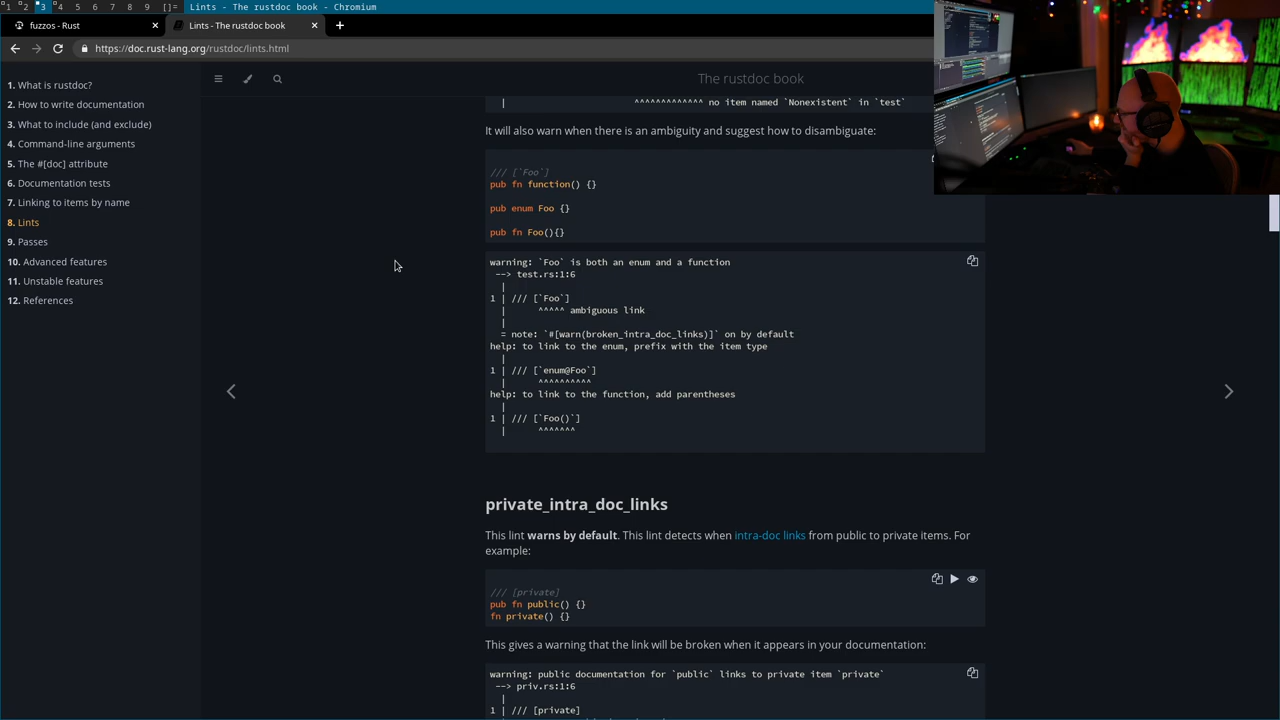 1 2 3 4 5 6 7 8 9 []= Lints - The rustdoc book - Chromium
fuzzos - Rust × Lints - The rustdoc book × +
https://doc.rust-lang.org/rustdoc/lints.html
1. What is rustdoc?
2. How to write documentation
3. What to include (and exclude)
4. Command-line arguments
5. The #[doc] attribute
6. Documentation tests
7. Linking to items by name
8. Lints
9. Passes
10. Advanced features
11. Unstable features
12. References
The rustdoc book
| ^^^^^^^^^^^^^ no item named `Nonexistent` in `test`
It will also warn when there is an ambiguity and suggest how to disambiguate:
/// [`Foo`]
pub fn function() {}
pub enum Foo {}
pub fn Foo(){}
warning: `Foo` is both an enum and a function
--> test.rs:1:6
|
1 | /// [`Foo`]
| ^^^^^ ambiguous link
|
= note: `#[warn(broken_intra_doc_links)]` on by default
help: to link to the enum, prefix with the item type
|
1 | /// [`enum@Foo`]
| ^^^^^^^^^^
help: to link to the function, add parentheses
|
1 | /// [`Foo()`]
| ^^^^^^^
private_intra_doc_links
This lint warns by default. This lint detects when intra-doc links from public to private items. For
example:
/// [private]
pub fn public() {}
fn private() {}
This gives a warning that the link will be broken when it appears in your documentation:
warning: public documentation for `public` links to private item `private`
--> priv.rs:1:6
|
1 | /// [private]